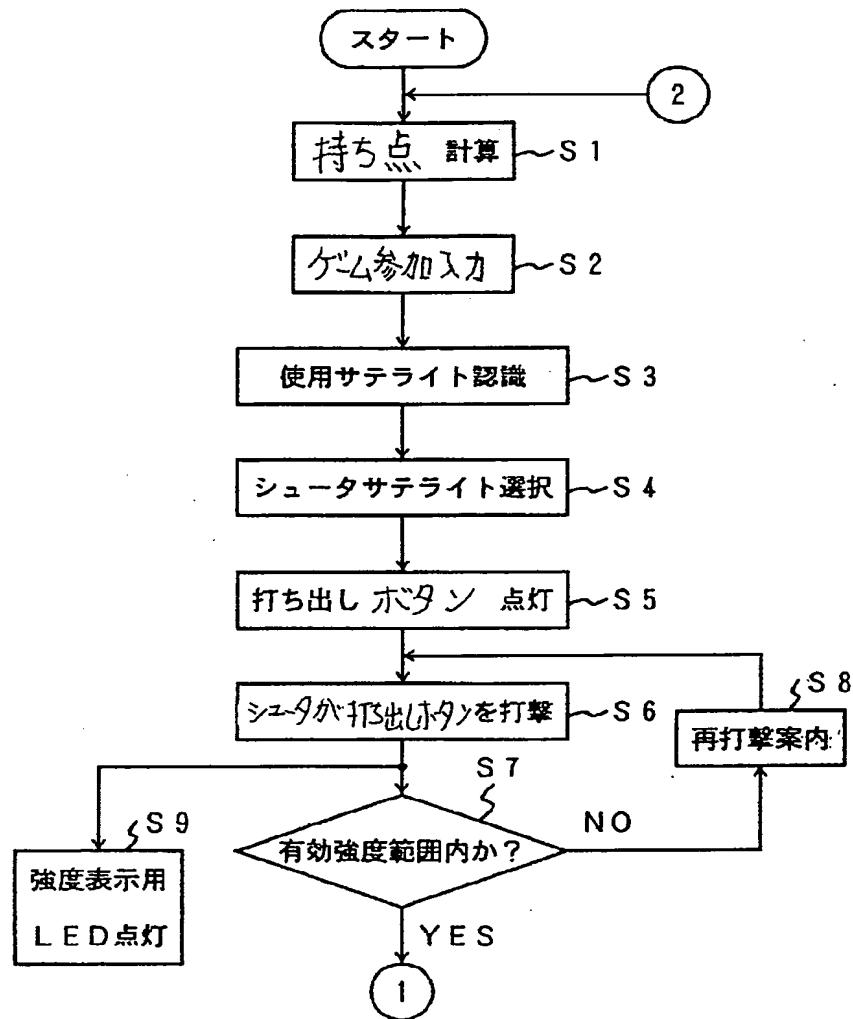 スタート
2
持ち点 計算
S1
ゲーム参加入力
S2
使用サテライト認識
S3
シュータサテライト選択
S4
打ち出し ボタン 点灯
S5
シュータが打ち出しボタンを打撃
S6
S8
再打撃案内
S7
有効強度範囲内か?
NO
S9
強度表示用
LED点灯
YES
1